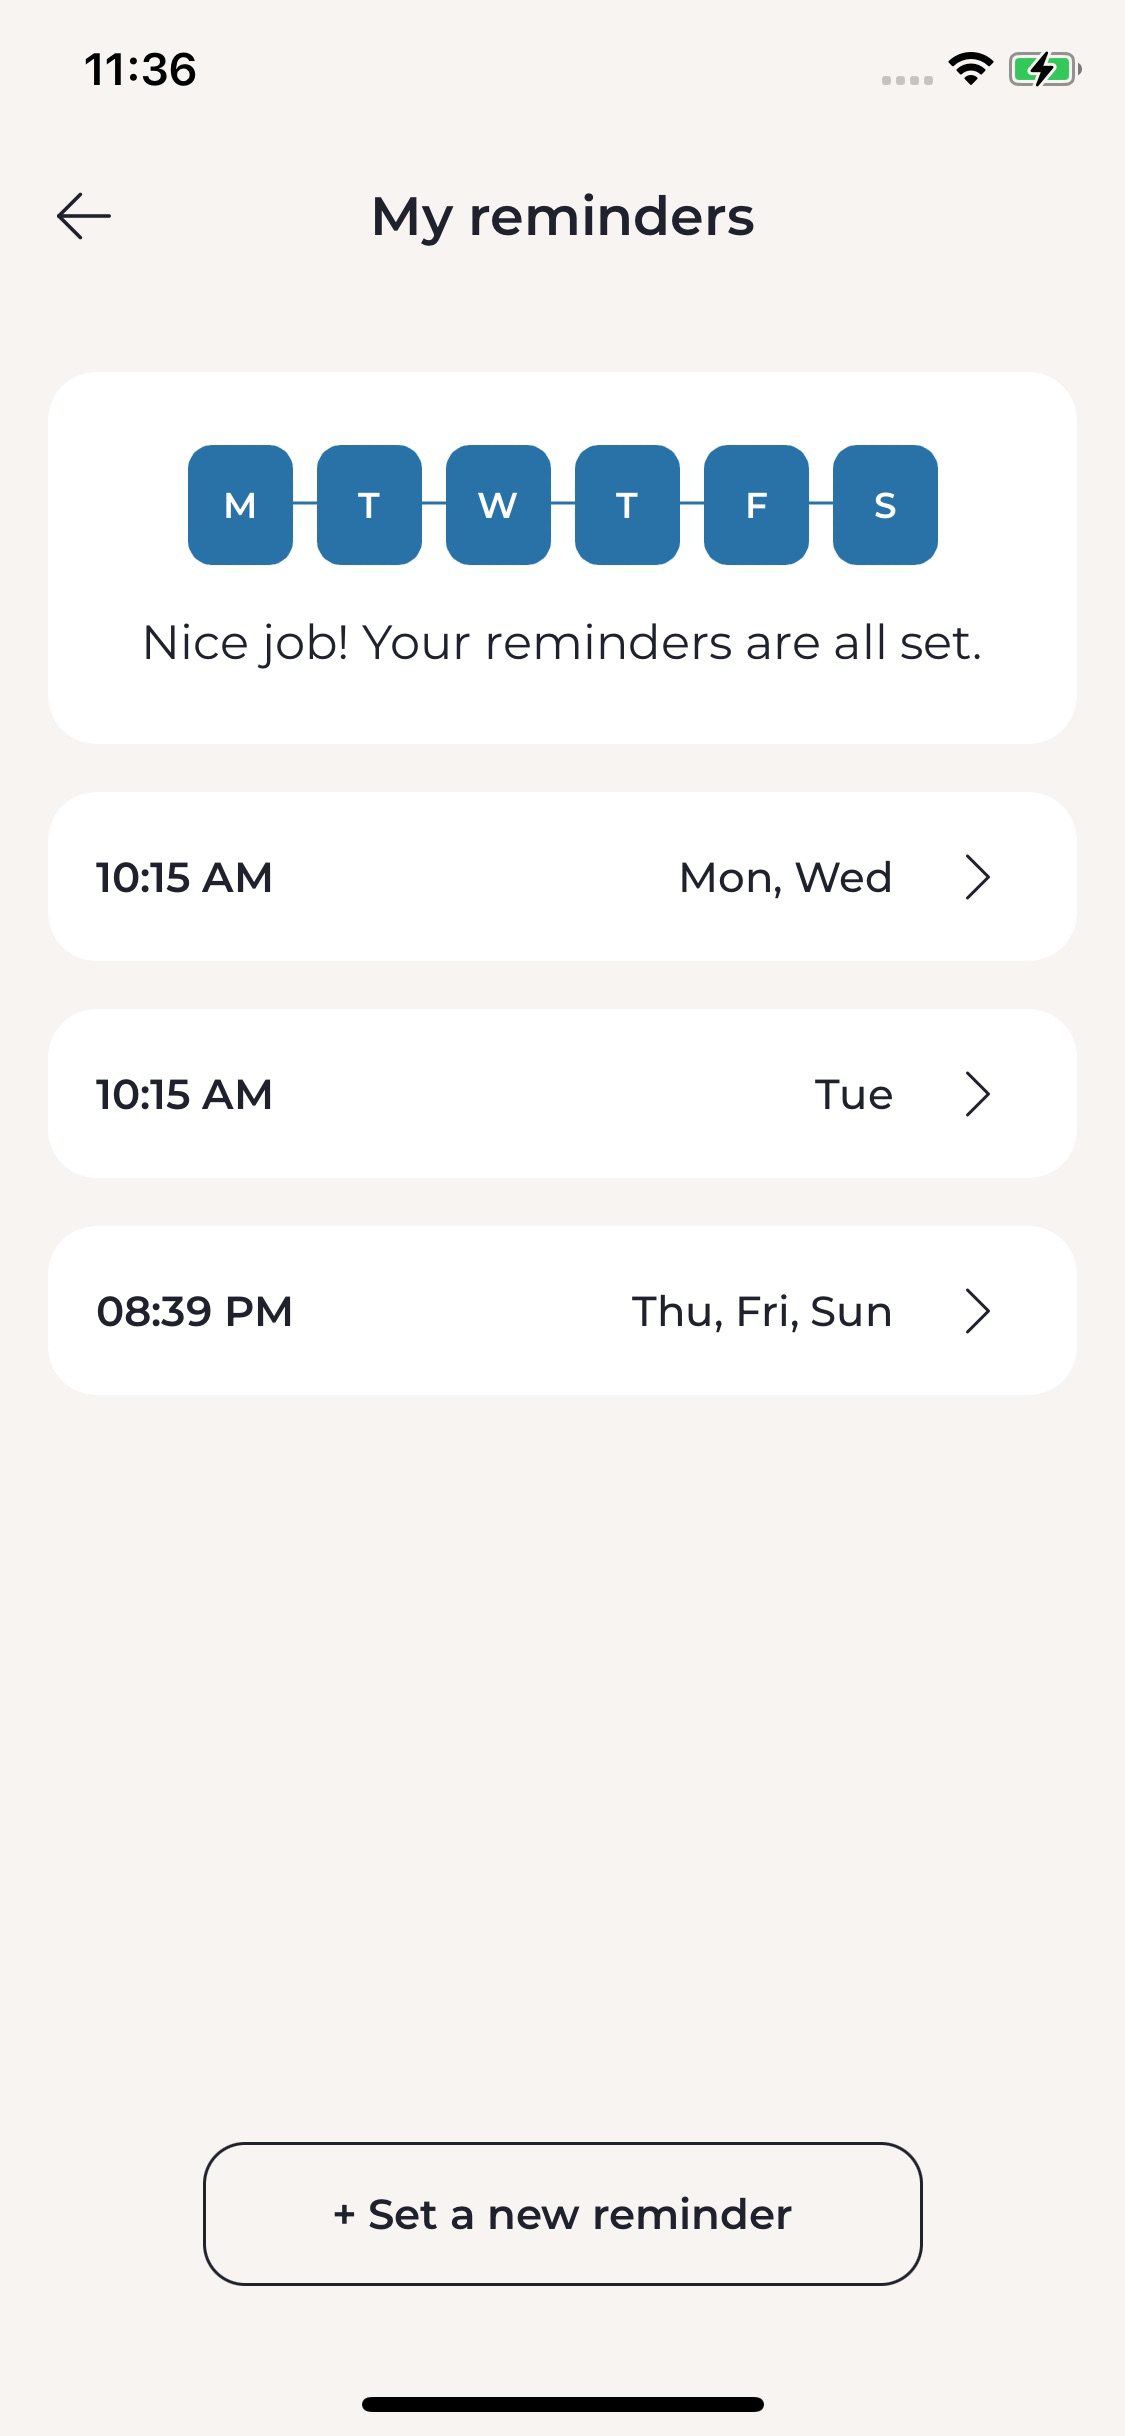 11:36
My reminders
M T W T F S
Nice job! Your reminders are all set.
10:15 AM Mon, Wed
10:15 AM Tue
08:39 PM Thu, Fri, Sun
+ Set a new reminder